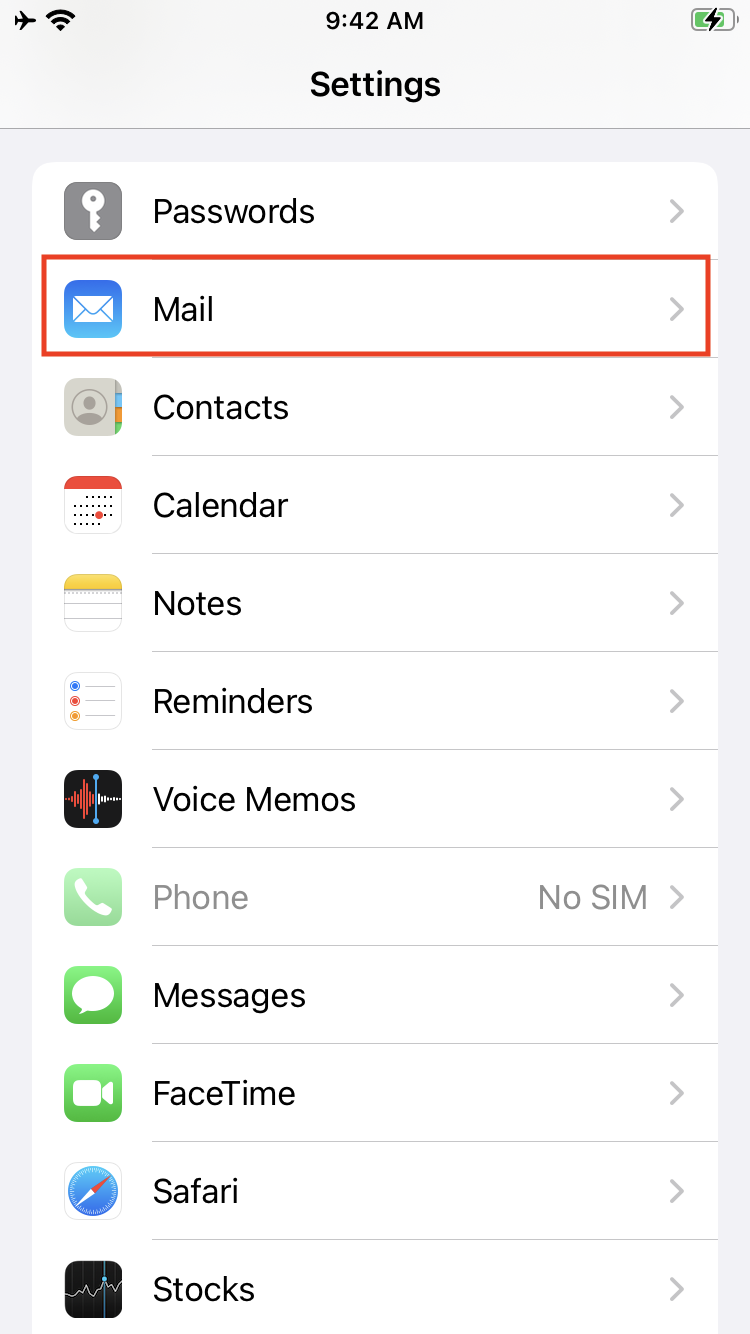 9:42 AM
Settings
Passwords
Mail
Contacts
Calendar
Notes
Reminders
Voice Memos
Phone No SIM
Messages
FaceTime
Safari
Stocks